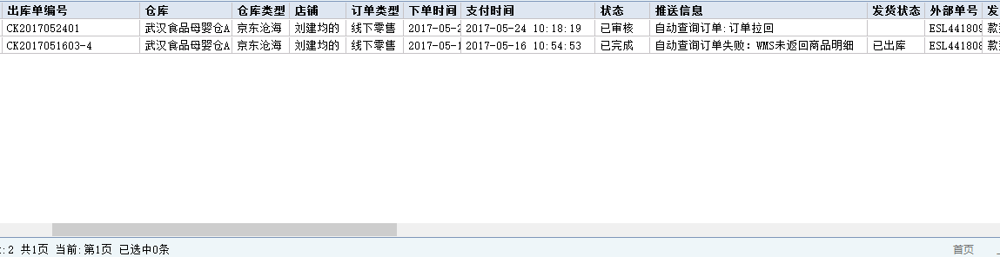 出库单编号 仓库 仓库类型 店铺 订单类型 下单时间 支付时间 状态 推送信息 发货状态 外部单号 发
CK2017052401 武汉食品母婴仓A 京东沧海 刘建均的 线下零售 2017-05-2 2017-05-24 10:18:19 已审核 自动查询订单:订单拉回 ESL441809
CK2017051603-4 武汉食品母婴仓A 京东沧海 刘建均的 线下零售 2017-05-1 2017-05-16 10:54:53 已完成 自动查询订单失败：WMS未返回商品明细 已出库 ESL441808
:2 共1页 当前:第1页 已选中0条 首页